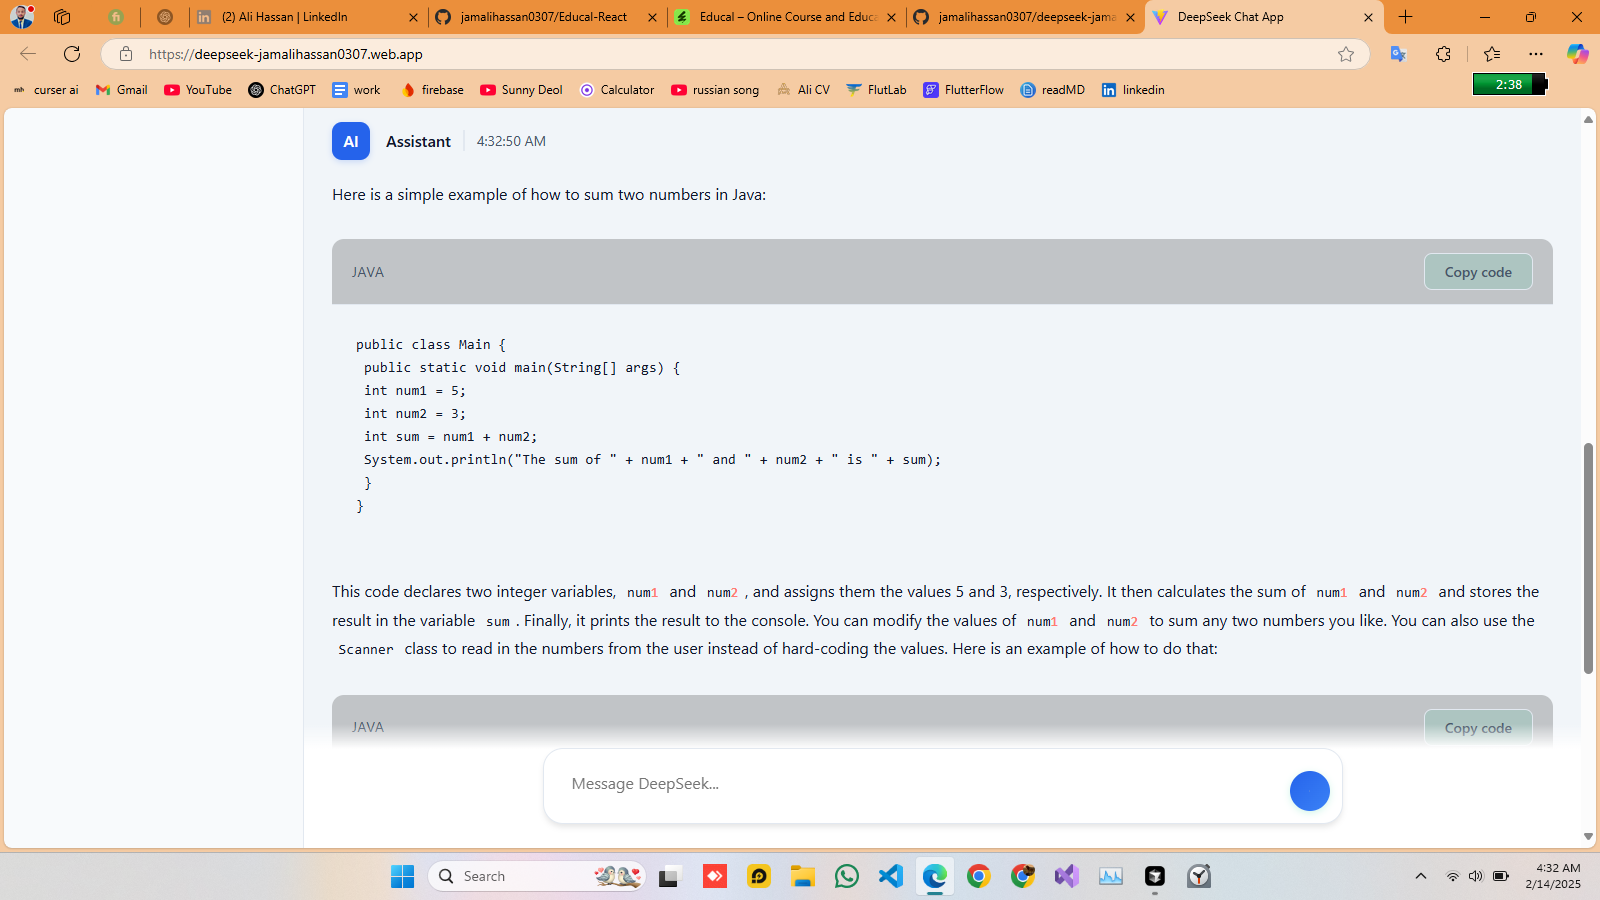 (2) Ali Hassan | LinkedIn
jamalihassan0307/Educal-React
Educal – Online Course and Educa
jamalihassan0307/deepseek-jama
DeepSeek Chat App
https://deepseek-jamalihassan0307.web.app
curser ai
Gmail
YouTube
ChatGPT
work
firebase
Sunny Deol
Calculator
russian song
Ali CV
FlutLab
FlutterFlow
readMD
linkedin
2:38
AI Assistant 4:32:50 AM
Here is a simple example of how to sum two numbers in Java:
JAVA
Copy code
public class Main {
public static void main(String[] args) {
int num1 = 5;
int num2 = 3;
int sum = num1 + num2;
System.out.println("The sum of " + num1 + " and " + num2 + " is " + sum);
}
}
This code declares two integer variables, num1 and num2 , and assigns them the values 5 and 3, respectively. It then calculates the sum of num1 and num2 and stores the
result in the variable sum . Finally, it prints the result to the console. You can modify the values of num1 and num2 to sum any two numbers you like. You can also use the
Scanner class to read in the numbers from the user instead of hard-coding the values. Here is an example of how to do that:
JAVA
Copy code
Message DeepSeek...
Search
4:32 AM
2/14/2025